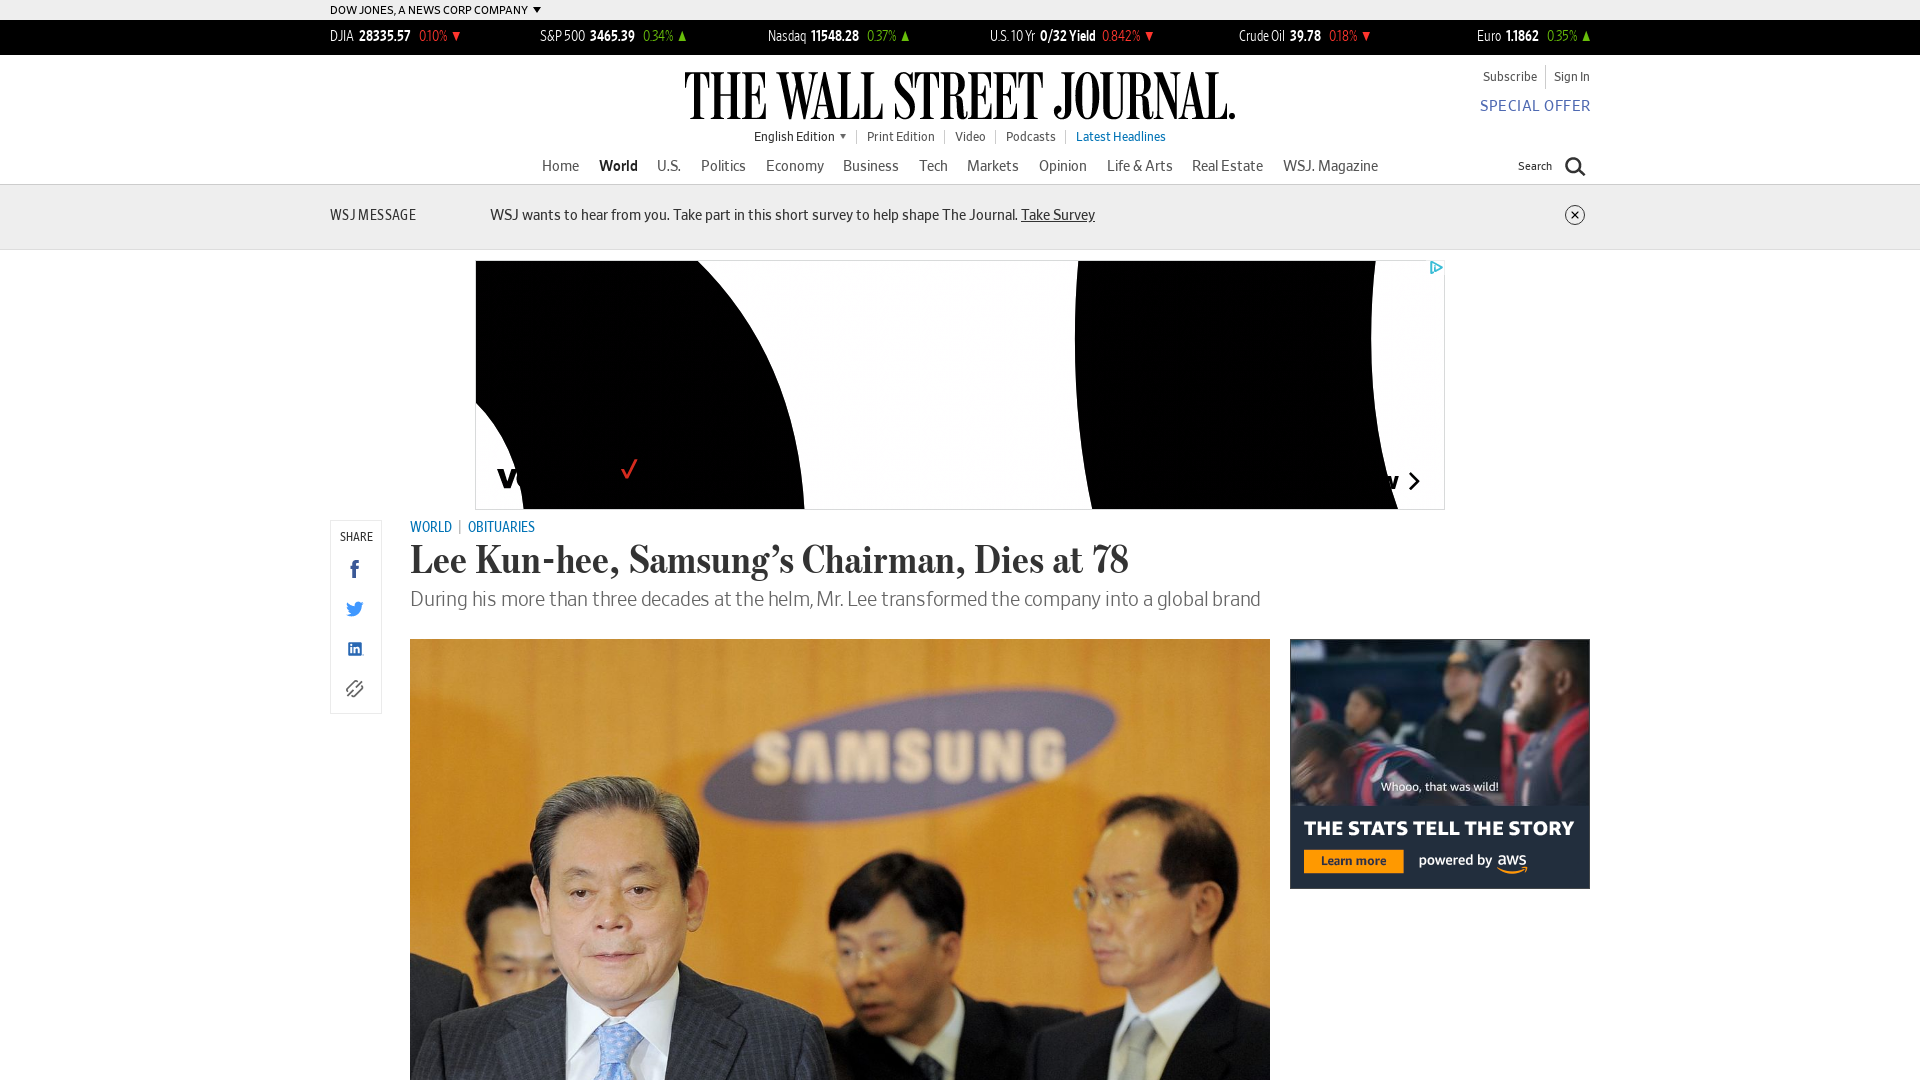 DOW JONES, A NEWS CORP COMPANY
DJIA 28335.57 0.10%
S&P 500 3465.39 0.34%
Nasdaq 11548.28 0.37%
U.S. 10 Yr 0/32 Yield 0.842%
Crude Oil 39.78 0.18%
Euro 1.1862 0.35%
THE WALL STREET JOURNAL.
Subscribe
Sign In
SPECIAL OFFER
English Edition
Print Edition
Video
Podcasts
Latest Headlines
Home
World
U.S.
Politics
Economy
Business
Tech
Markets
Opinion
Life & Arts
Real Estate
WSJ. Magazine
Search
WSJ MESSAGE
WSJ wants to hear from you. Take part in this short survey to help shape The Journal. Take Survey
SHARE
WORLD | OBITUARIES
Lee Kun-hee, Samsung’s Chairman, Dies at 78
During his more than three decades at the helm, Mr. Lee transformed the company into a global brand
SAMSUNG
Whooo, that was wild!
THE STATS TELL THE STORY
Learn more
powered by aws